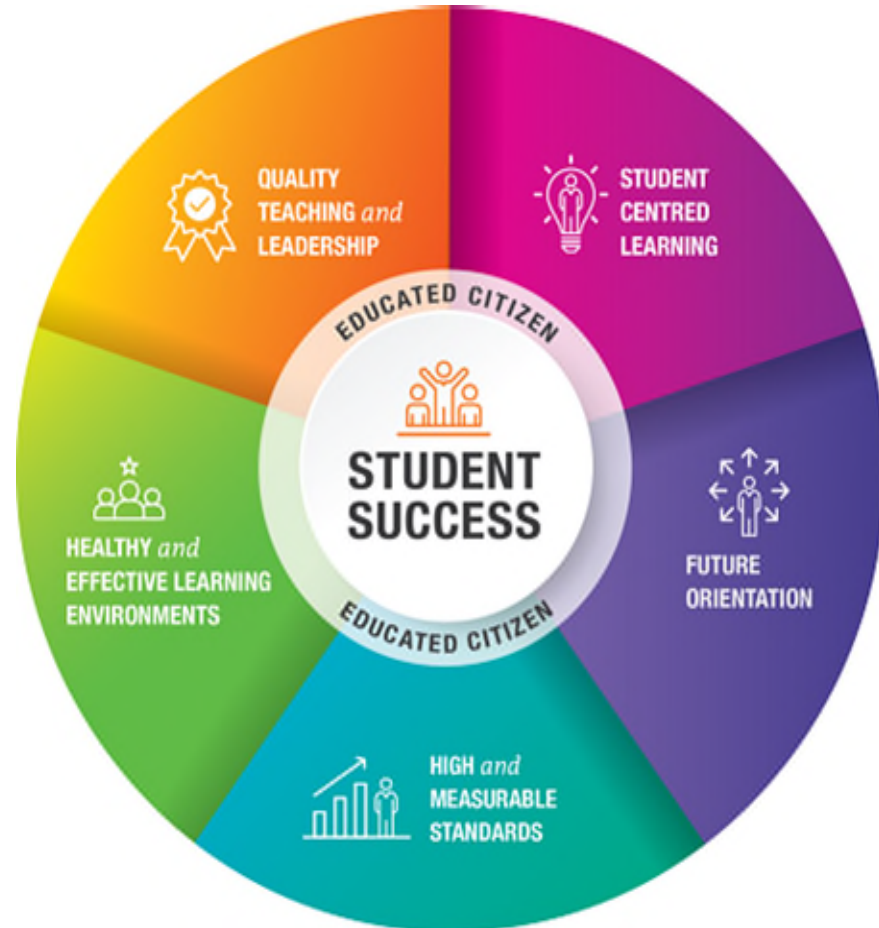 QUALITY
TEACHING and
LEADERSHIP
STUDENT
CENTRED
LEARNING
EDUCATED CITIZEN
STUDENT
SUCCESS
HEALTHY and
EFFECTIVE LEARNING
ENVIRONMENTS
FUTURE
ORIENTATION
EDUCATED CITIZEN
HIGH and
MEASURABLE
STANDARDS